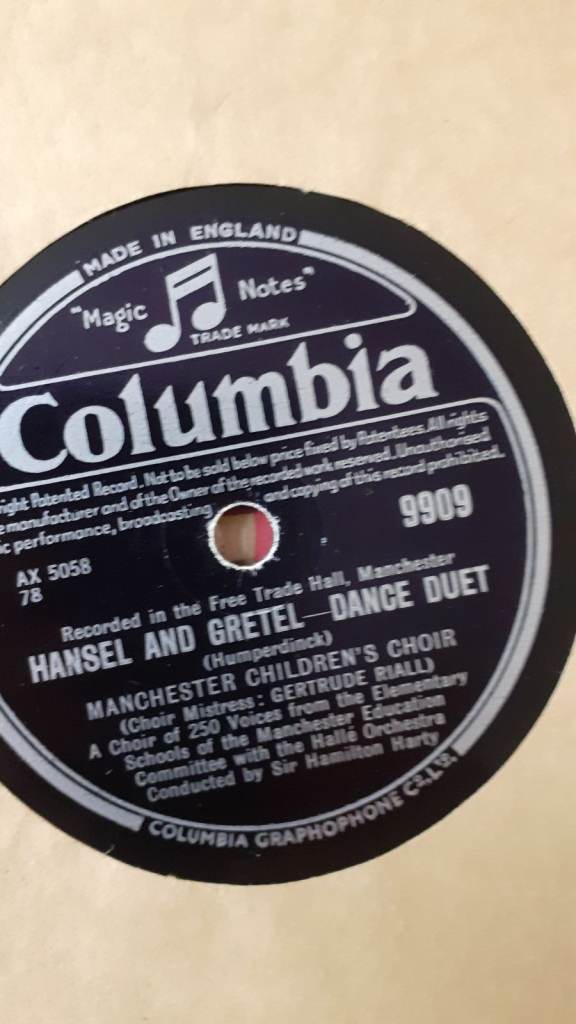 MADE IN ENGLAND
"Magic Notes"
TRADE MARK
Columbia
right Patented Record. Not to be sold below price fixed by Patentees. All rights
e manufacturer and of the Owner of the recorded work reserved. Unauthorised
ic performance, broadcasting and copying of this record prohibited.
9909
AX 5058
78
Recorded in the Free Trade Hall, Manchester
HANSEL AND GRETEL—DANCE DUET
(Humperdinck)
MANCHESTER CHILDREN'S CHOIR
(Choir Mistress: GERTRUDE RIALL)
A Choir of 250 Voices from the Elementary
Schools of the Manchester Education
Committee with the Hallé Orchestra
Conducted by Sir Hamilton Harty
COLUMBIA GRAPHOPHONE Co. LTD.